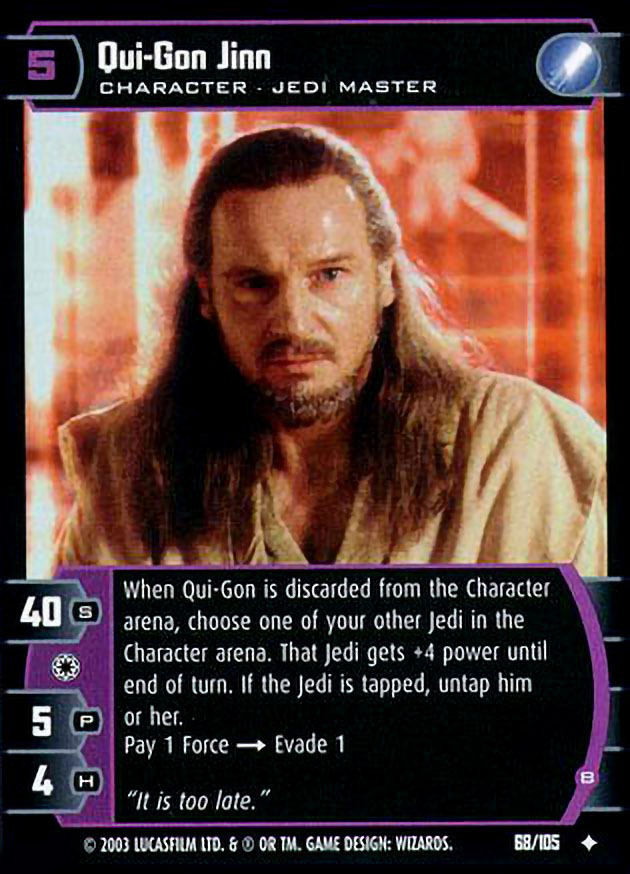 5
Qui-Gon Jinn
CHARACTER - JEDI MASTER
When Qui-Gon is discarded from the Character
arena, choose one of your other Jedi in the
Character arena. That Jedi gets +4 power until
end of turn. If the Jedi is tapped, untap him
or her.
Pay 1 Force → Evade 1
"It is too late."
40 S
5 P
4 H
B
© 2003 LUCASFILM LTD. & ® OR TM. GAME DESIGN: WIZARDS.
68/105